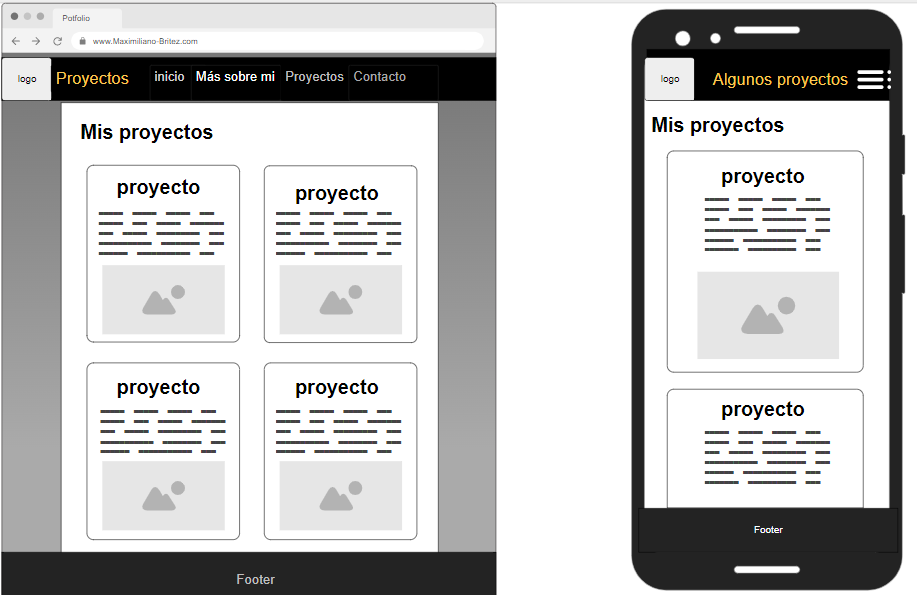 Potfolio
www.Maximiliano-Britez.com
logo
Proyectos
inicio
Más sobre mi
Proyectos
Contacto
Mis proyectos
proyecto
proyecto
proyecto
proyecto
Footer
logo
Algunos proyectos
Mis proyectos
proyecto
proyecto
Footer